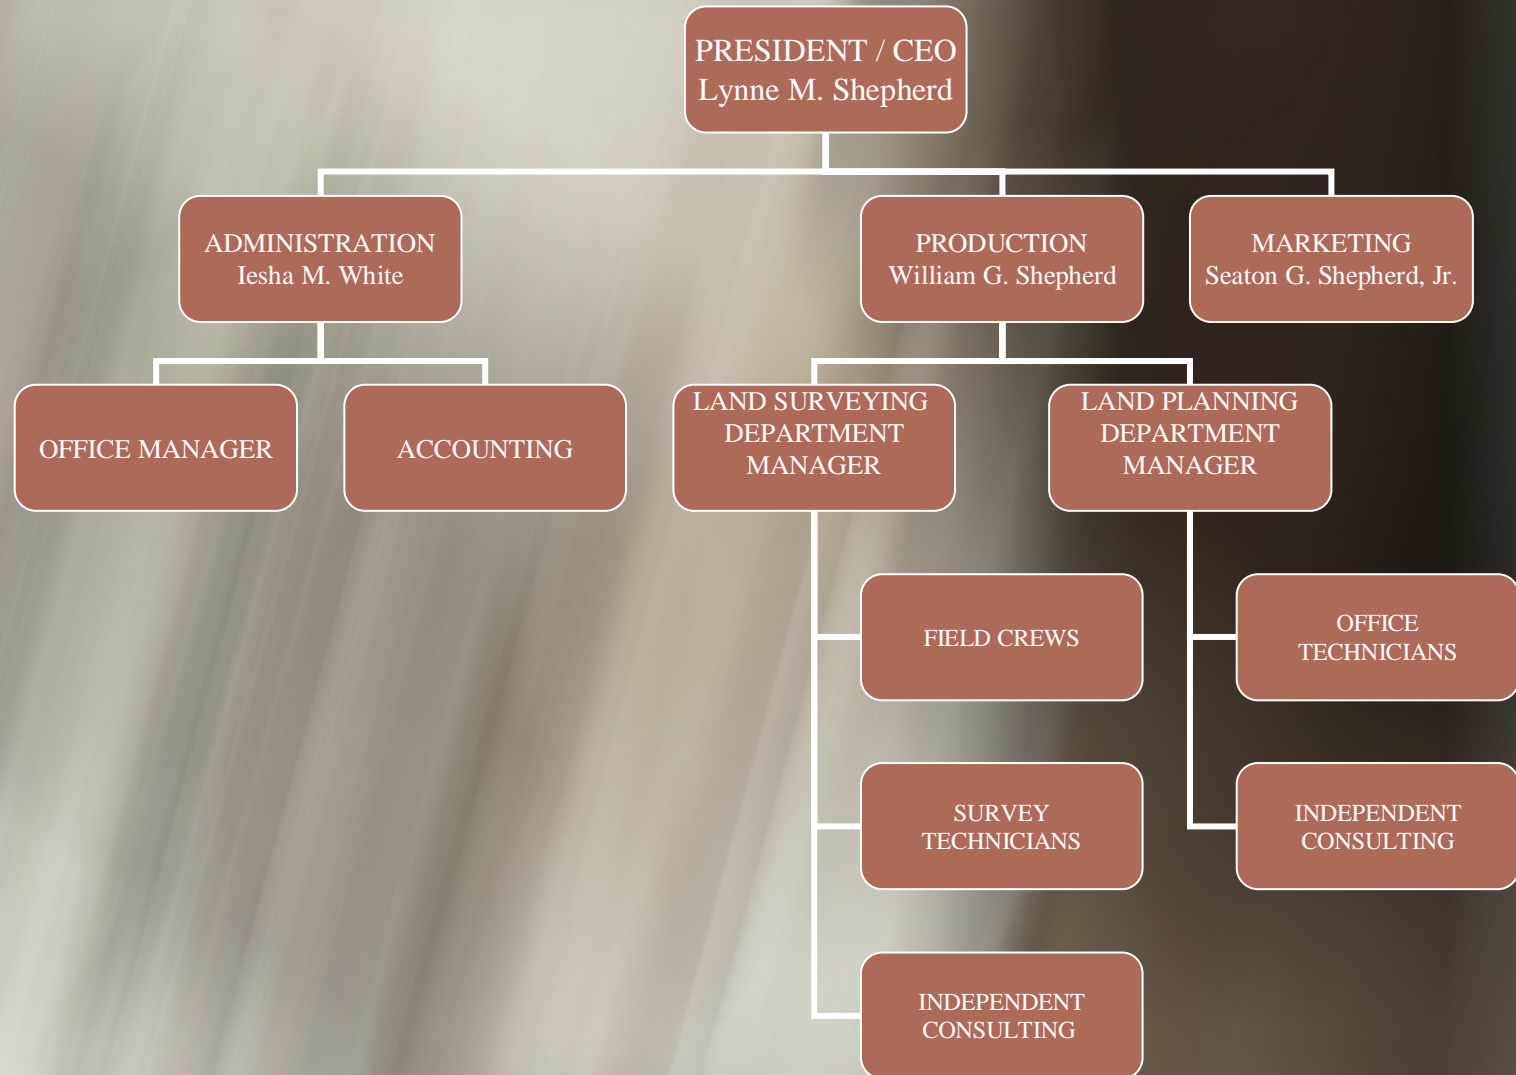 PRESIDENT / CEO
Lynne M. Shepherd
ADMINISTRATION
Iesha M. White
PRODUCTION
William G. Shepherd
MARKETING
Seaton G. Shepherd, Jr.
OFFICE MANAGER
ACCOUNTING
LAND SURVEYING
DEPARTMENT
MANAGER
LAND PLANNING
DEPARTMENT
MANAGER
FIELD CREWS
OFFICE
TECHNICIANS
SURVEY
TECHNICIANS
INDEPENDENT
CONSULTING
INDEPENDENT
CONSULTING